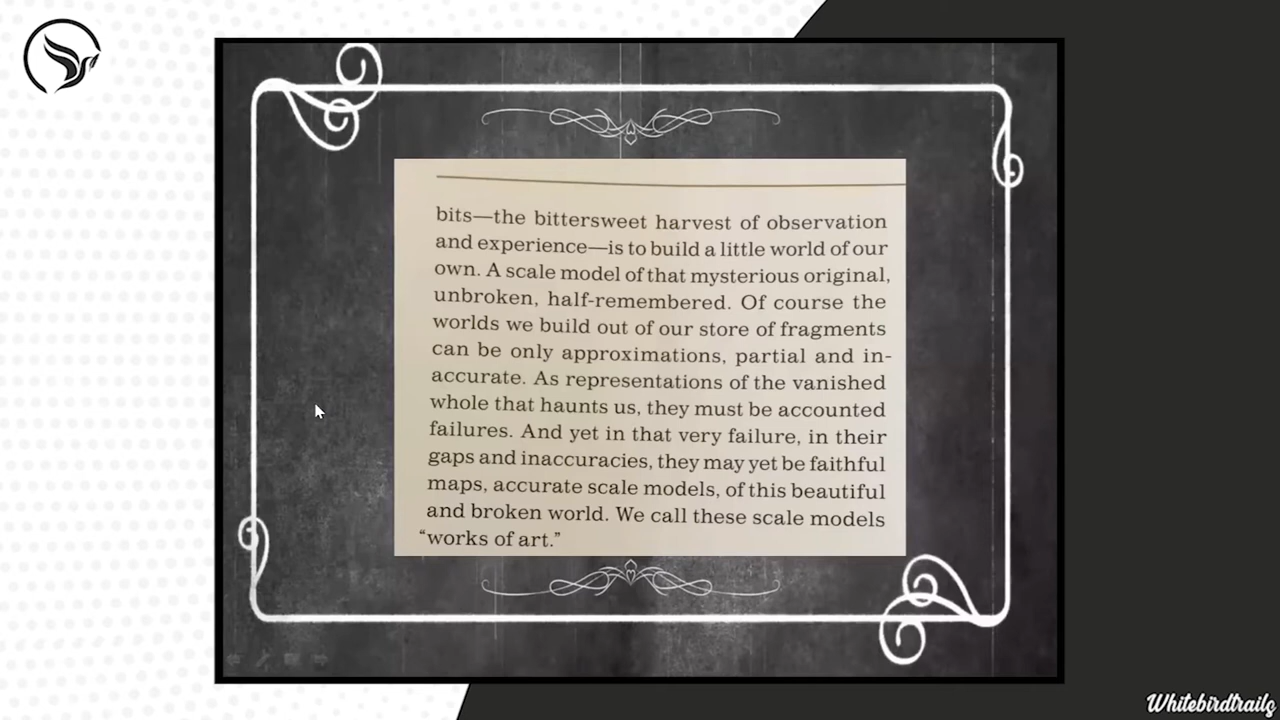 bits—the bittersweet harvest of observation
and experience—is to build a little world of our
own. A scale model of that mysterious original,
unbroken, half-remembered. Of course the
worlds we build out of our store of fragments
can be only approximations, partial and in-
accurate. As representations of the vanished
whole that haunts us, they must be accounted
failures. And yet in that very failure, in their
gaps and inaccuracies, they may yet be faithful
maps, accurate scale models, of this beautiful
and broken world. We call these scale models
“works of art.”
Whitebirdtrails